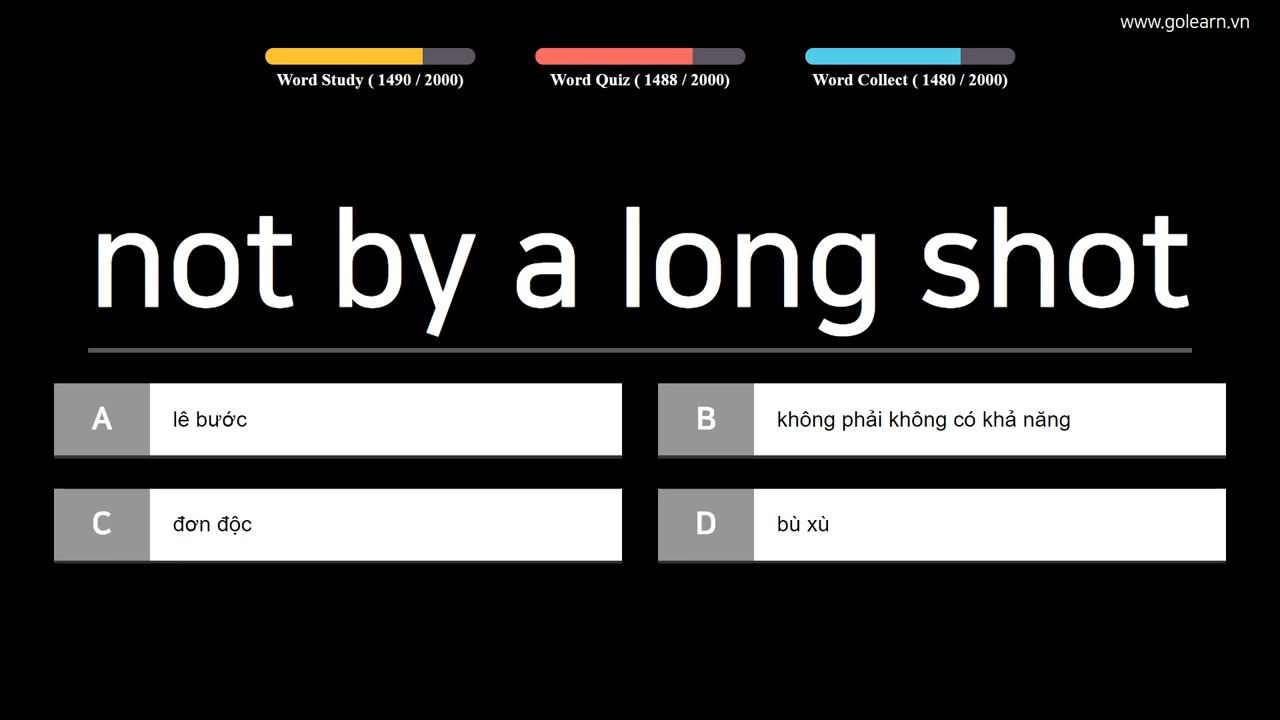 www.golearn.vn
Word Study ( 1490 / 2000)
Word Quiz ( 1488 / 2000)
Word Collect ( 1480 / 2000)
not by a long shot
A lê bước
B không phải không có khả năng
C đơn độc
D bù xù